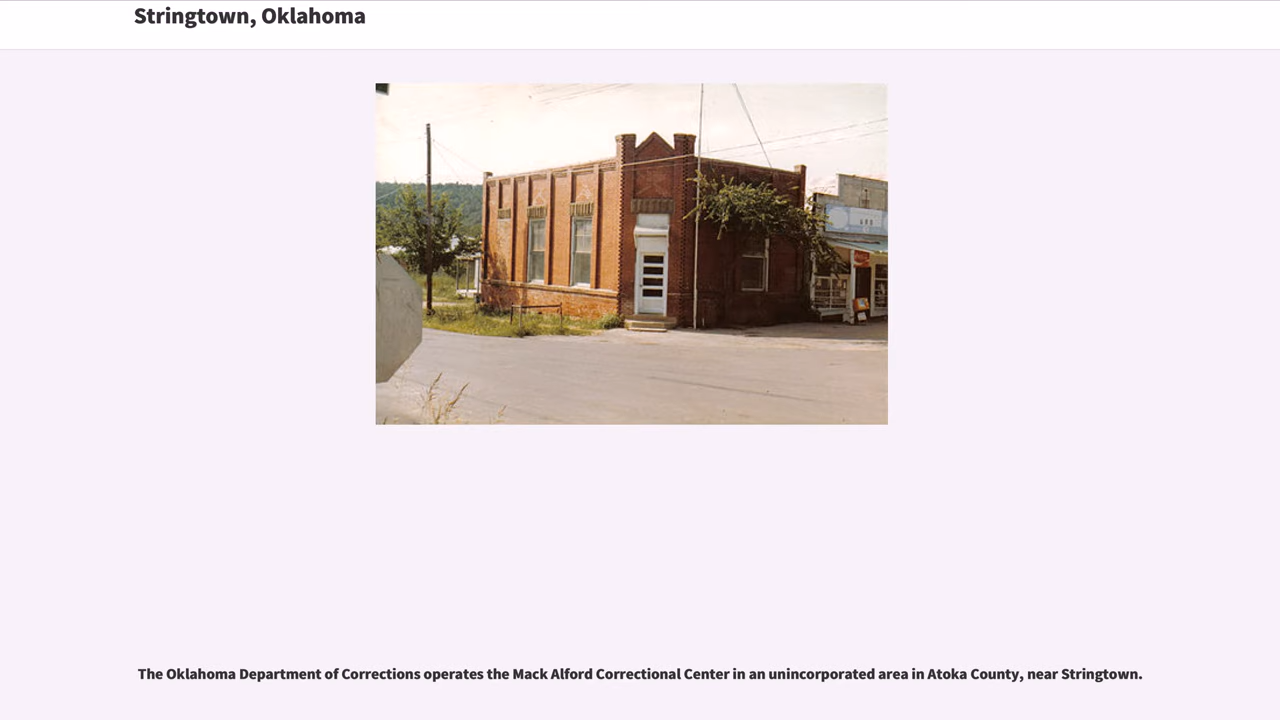 Stringtown, Oklahoma
The Oklahoma Department of Corrections operates the Mack Alford Correctional Center in an unincorporated area in Atoka County, near Stringtown.